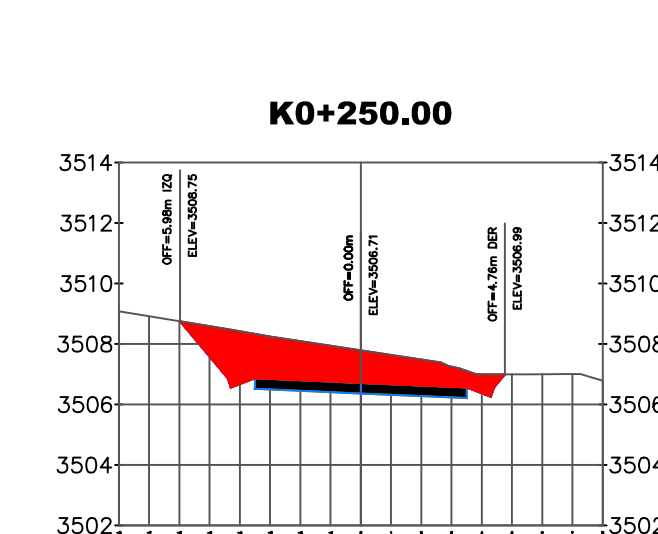 K0+250.00
3514 3514
3512 3512
3510 3510
3508 3508
3506 3506
3504 3504
3502 3502
OFF=5.98m IZQ
ELEV=3508.75
OFF=0.00m
ELEV=3506.71
OFF=4.76m DER
ELEV=3506.99